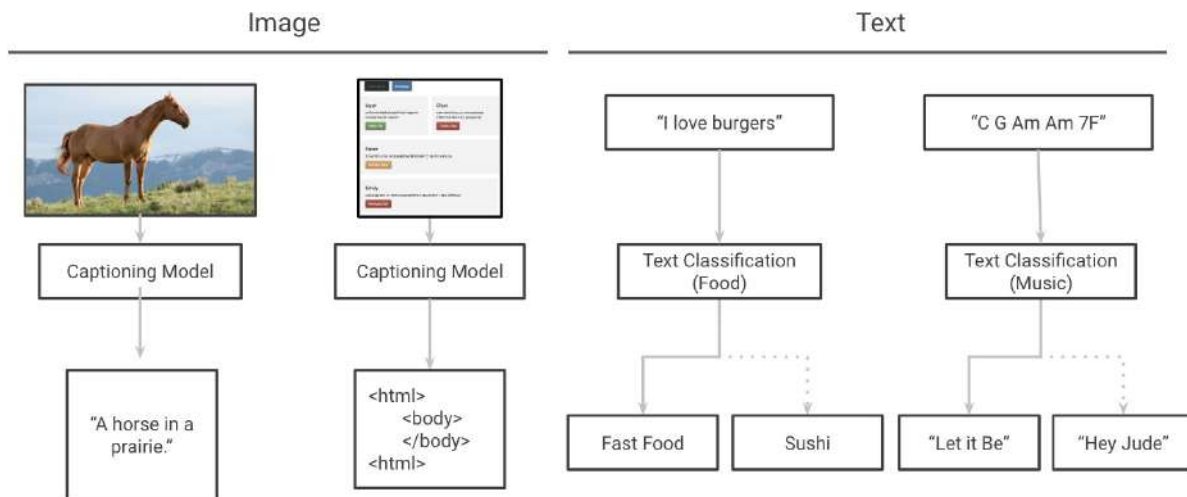 Image
Text
"I love burgers"
"C G Am Am 7F"
Captioning Model
Captioning Model
Text Classification
(Food)
Text Classification
(Music)
"A horse in a
prairie."
<html>
<body>
</body>
<html>
Fast Food
Sushi
"Let it Be"
"Hey Jude"